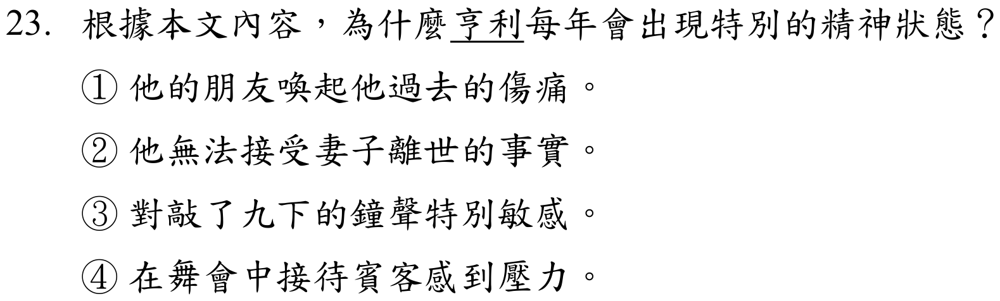 23. 根據本文內容，為什麼亨利每年會出現特別的精神狀態？
① 他的朋友喚起他過去的傷痛。
② 他無法接受妻子離世的事實。
③ 對敲了九下的鐘聲特別敏感。
④ 在舞會中接待賓客感到壓力。